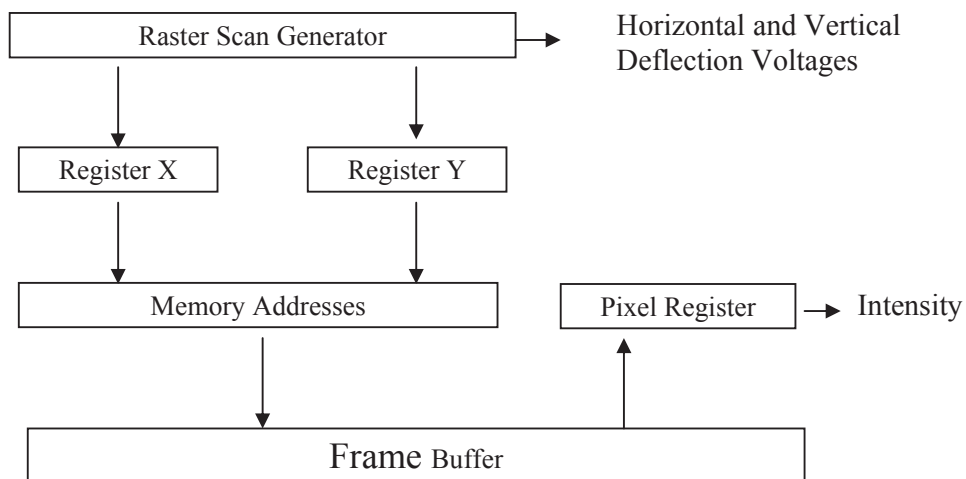 Raster Scan Generator
Horizontal and Vertical
Deflection Voltages
Register X
Register Y
Memory Addresses
Pixel Register
Intensity
Frame Buffer